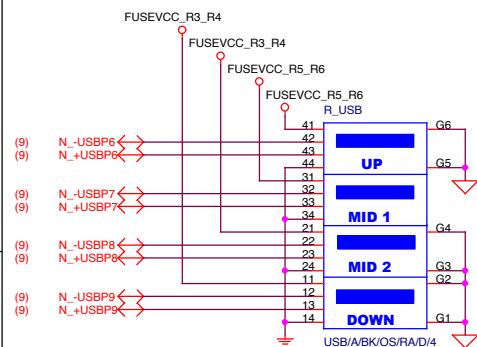 FUSEVCC_R3_R4
FUSEVCC_R3_R4
FUSEVCC_R5_R6
FUSEVCC_R5_R6
R_USB
41 G6
(9) N_-USBP6 42
(9) N_+USBP6 43
UP
44 G5
31
(9) N_-USBP7 32
(9) N_+USBP7 33
34 MID 1
21 G4
(9) N_-USBP8 22
(9) N_+USBP8 23
MID 2
24 G3
11 G2
(9) N_-USBP9 12
(9) N_+USBP9 13
14 DOWN G1
USB/A/BK/OS/RA/D/4